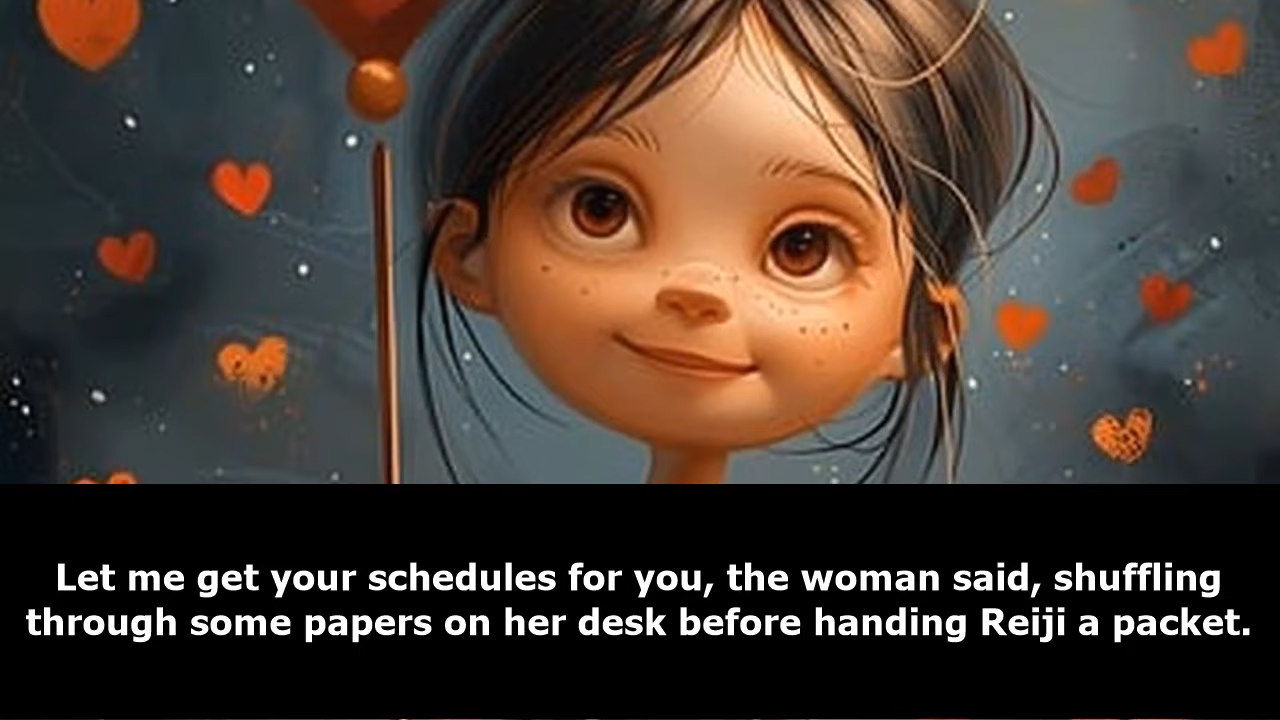 Let me get your schedules for you, the woman said, shuffling
through some papers on her desk before handing Reiji a packet.